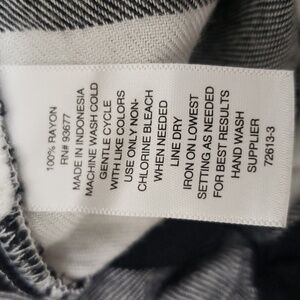 100% RAYON
RN# 93677
MADE IN INDONESIA
MACHINE WASH COLD
GENTLE CYCLE
WITH LIKE COLORS
USE ONLY NON-
CHLORINE BLEACH
WHEN NEEDED
LINE DRY
IRON ON LOWEST
SETTING AS NEEDED
FOR BEST RESULTS
HAND WASH
SUPPLIER
72613-3